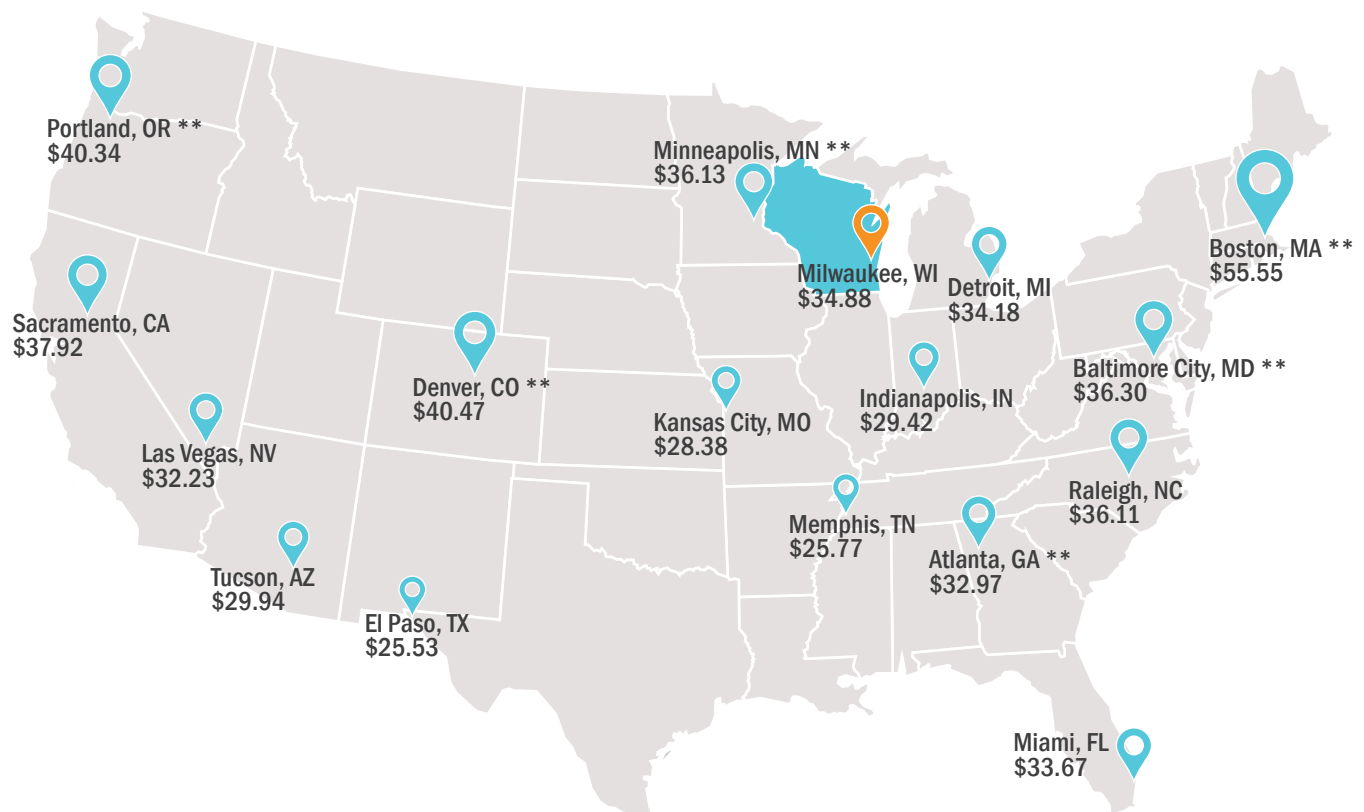 Portland, OR **
$40.34
Minneapolis, MN **
$36.13
Boston, MA **
$55.55
Milwaukee, WI
$34.88
Detroit, MI
$34.18
Sacramento, CA
$37.92
Denver, CO **
$40.47
Baltimore City, MD **
$36.30
Indianapolis, IN
$29.42
Kansas City, MO
$28.38
Las Vegas, NV
$32.23
Raleigh, NC
$36.11
Memphis, TN
$25.77
Atlanta, GA **
$32.97
Tucson, AZ
$29.94
El Paso, TX
$25.53
Miami, FL
$33.67